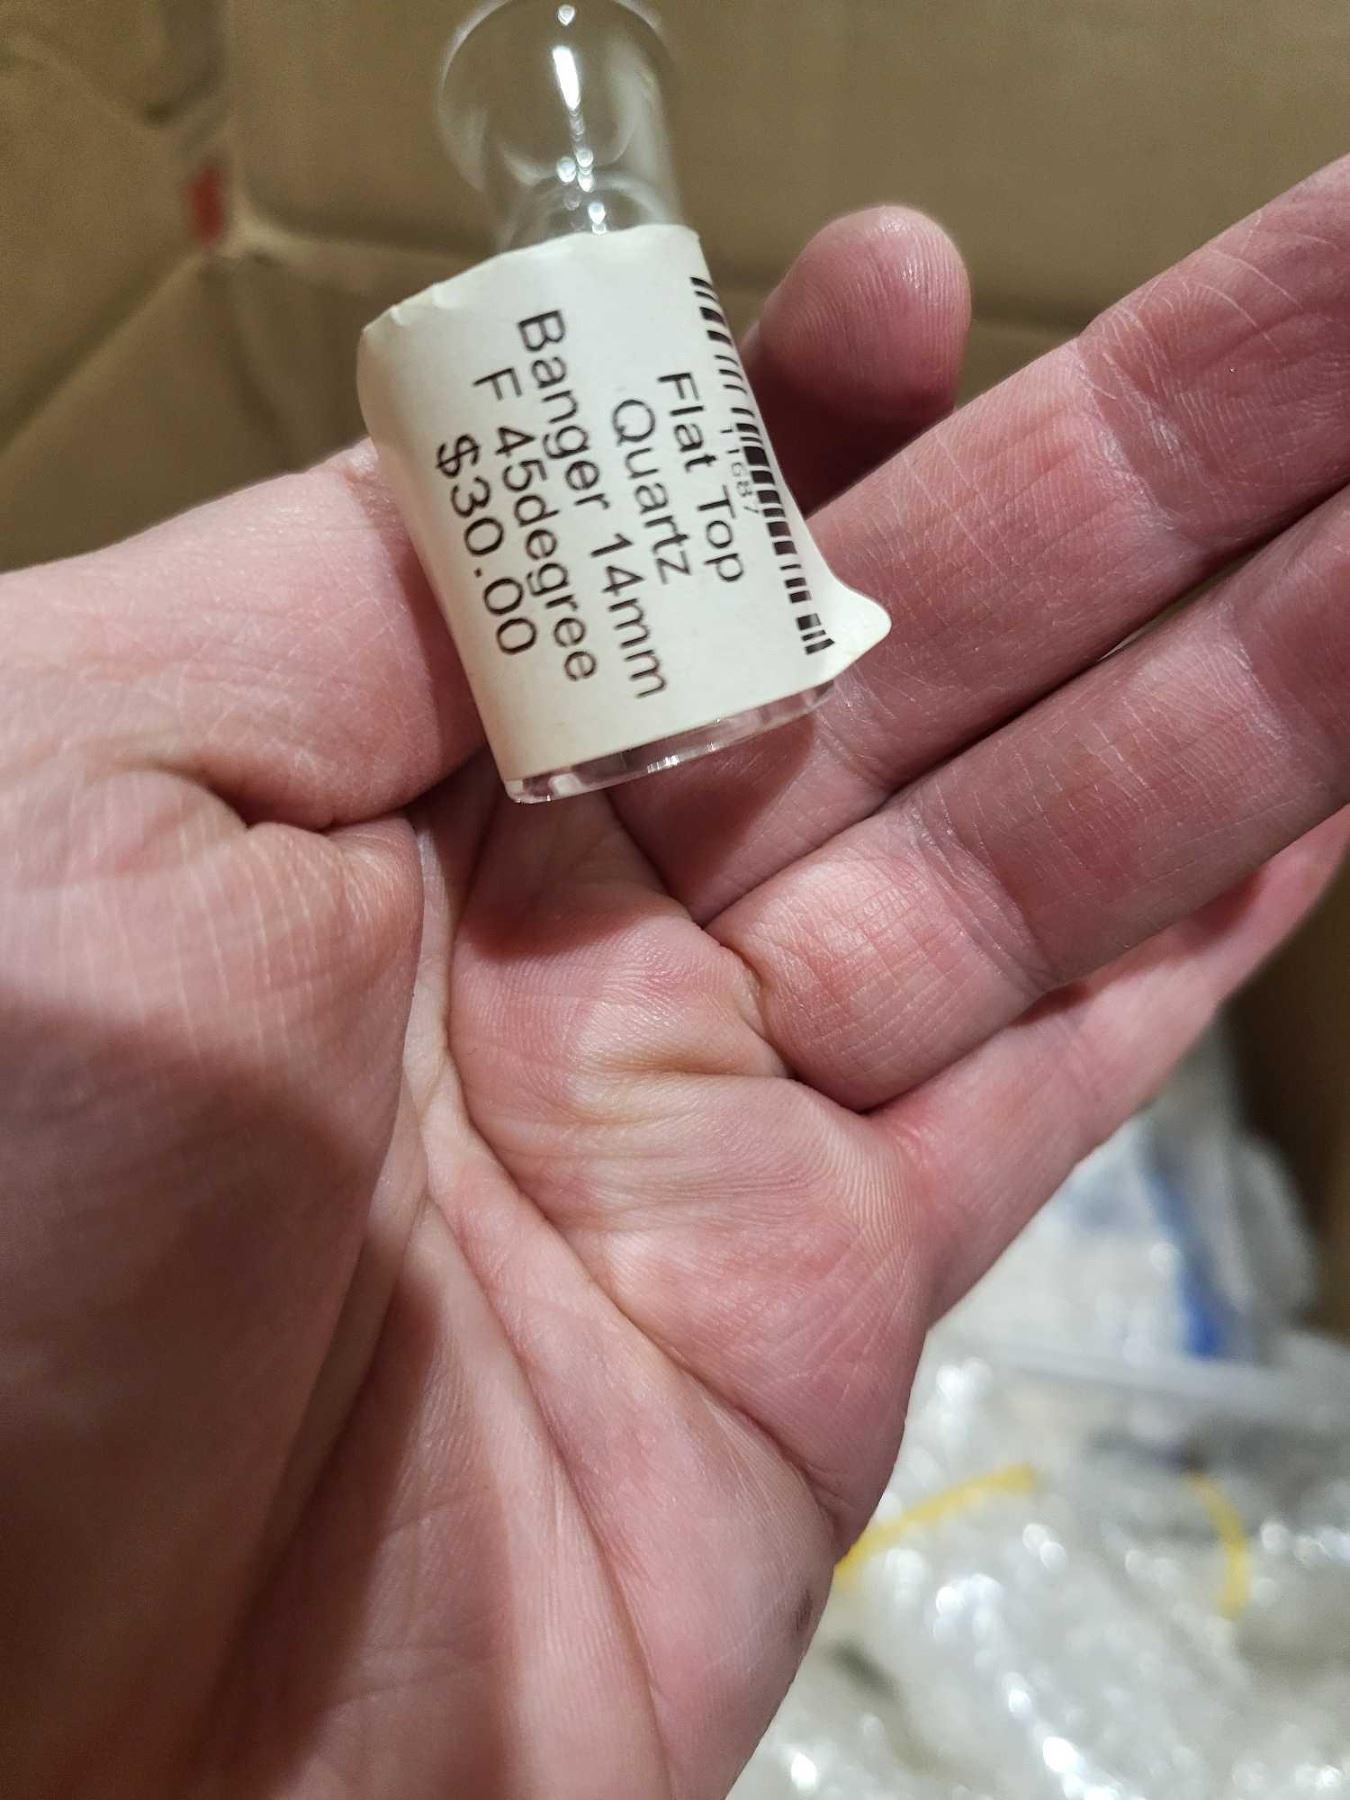 11687
Flat Top
Quartz
Banger 14mm
F 45degree
$30.00